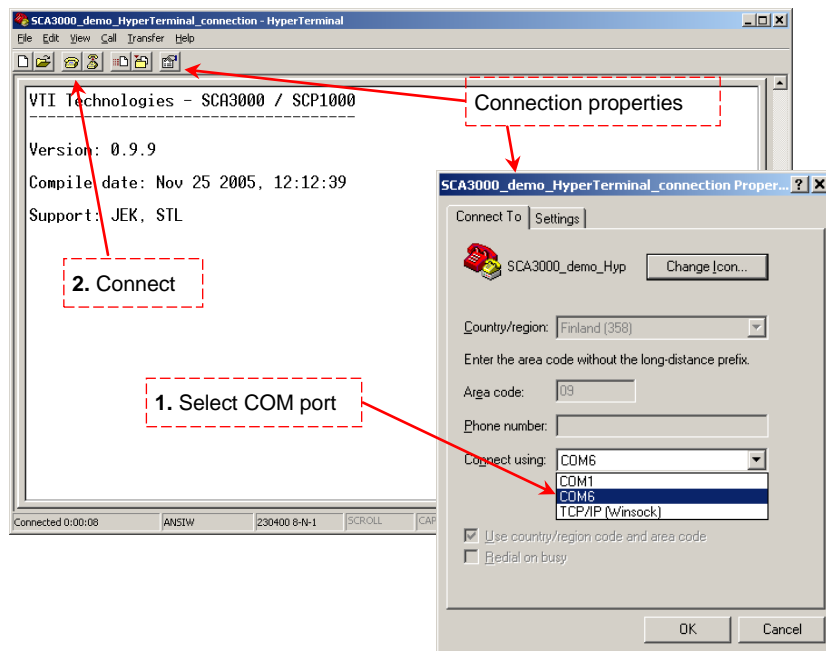 SCA3000_demo_HyperTerminal_connection - HyperTerminal
File Edit View Call Transfer Help
VTI Technologies - SCA3000 / SCP1000
------------------------------------
Version: 0.9.9
Compile date: Nov 25 2005, 12:12:39
Support: JEK, STL
Connection properties
2. Connect
1. Select COM port
Connected 0:00:08 ANSIW 230400 8-N-1 SCROLL CAP
SCA3000_demo_HyperTerminal_connection Proper...
Connect To Settings
SCA3000_demo_Hyp Change Icon...
Country/region: Finland (358)
Enter the area code without the long-distance prefix.
Area code: 09
Phone number:
Connect using: COM6
COM1
COM6
TCP/IP (Winsock)
Use country/region code and area code
Redial on busy
OK Cancel